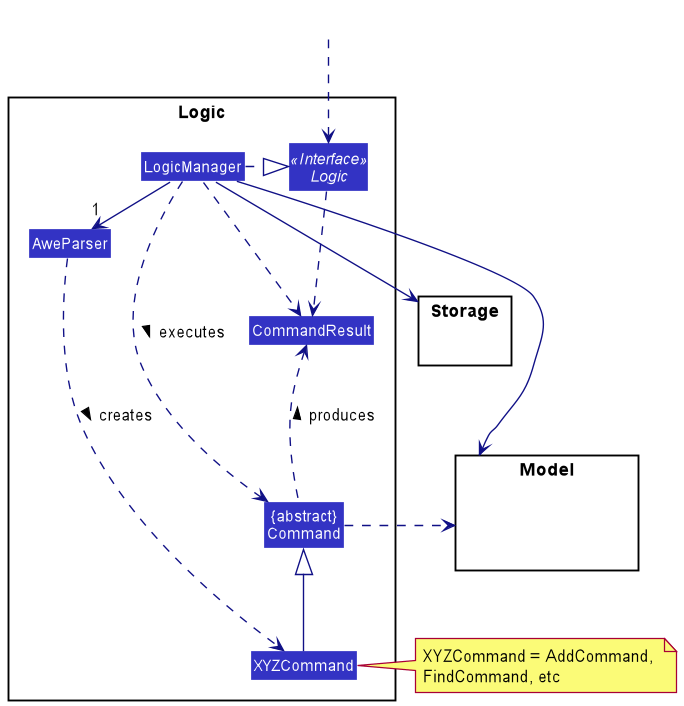 Logic
«Interface»
Logic
LogicManager
1
AweParser
CommandResult
Storage
executes
creates
produces
Model
{abstract}
Command
XYZCommand
XYZCommand = AddCommand,
FindCommand, etc